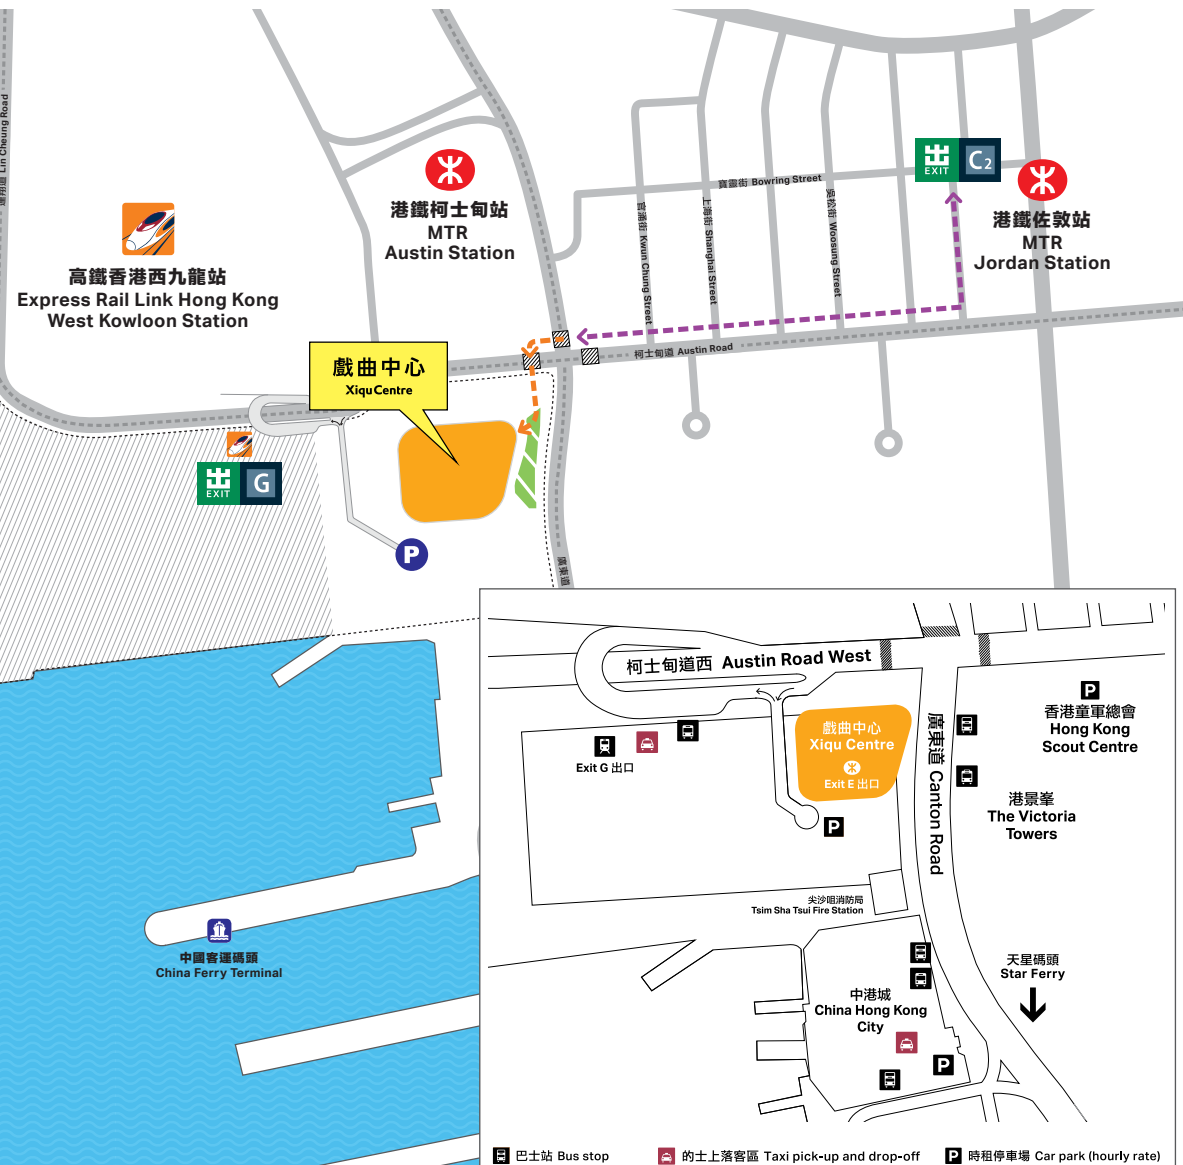 連翔道 Lin Cheung Road
高鐵香港西九龍站
Express Rail Link Hong Kong
West Kowloon Station
港鐵柯士甸站
MTR
Austin Station
出
EXIT
C2
港鐵佐敦站
MTR
Jordan Station
寶靈街 Bowring Street
官涌街 Kwun Chung Street
上海街 Shanghai Street
吳松街 Woosung Street
柯士甸道 Austin Road
戲曲中心
Xiqu Centre
出
EXIT
G
P
廣東道
中國客運碼頭
China Ferry Terminal
柯士甸道西 Austin Road West
戲曲中心
Xiqu Centre
Exit E 出口
Exit G 出口
P
廣東道 Canton Road
P
香港童軍總會
Hong Kong
Scout Centre
港景峯
The Victoria
Towers
尖沙咀消防局
Tsim Sha Tsui Fire Station
天星碼頭
Star Ferry
中港城
China Hong Kong
City
P
巴士站 Bus stop
的士上落客區 Taxi pick-up and drop-off
P 時租停車場 Car park (hourly rate)